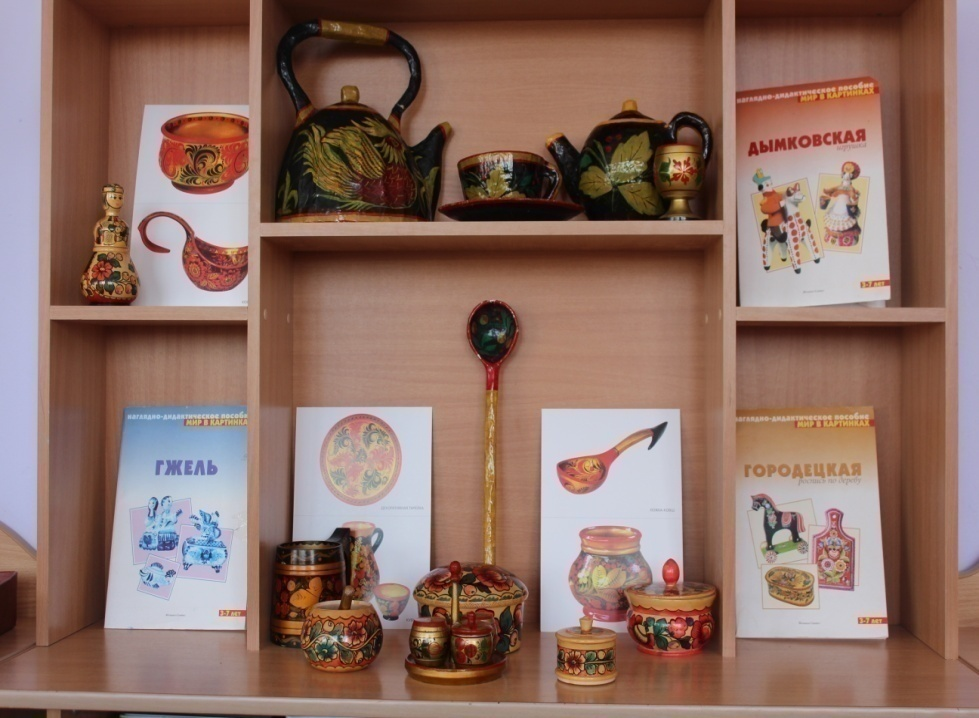 наглядно-дидактическое пособие
МИР В КАРТИНКАХ
ДЫМКОВСКАЯ
игрушка
3-7 лет
наглядно-дидактическое пособие
МИР В КАРТИНКАХ
ГЖЕЛЬ
3-7 лет
наглядно-дидактическое пособие
МИР В КАРТИНКАХ
ГОРОДЕЦКАЯ
роспись по дереву
3-7 лет